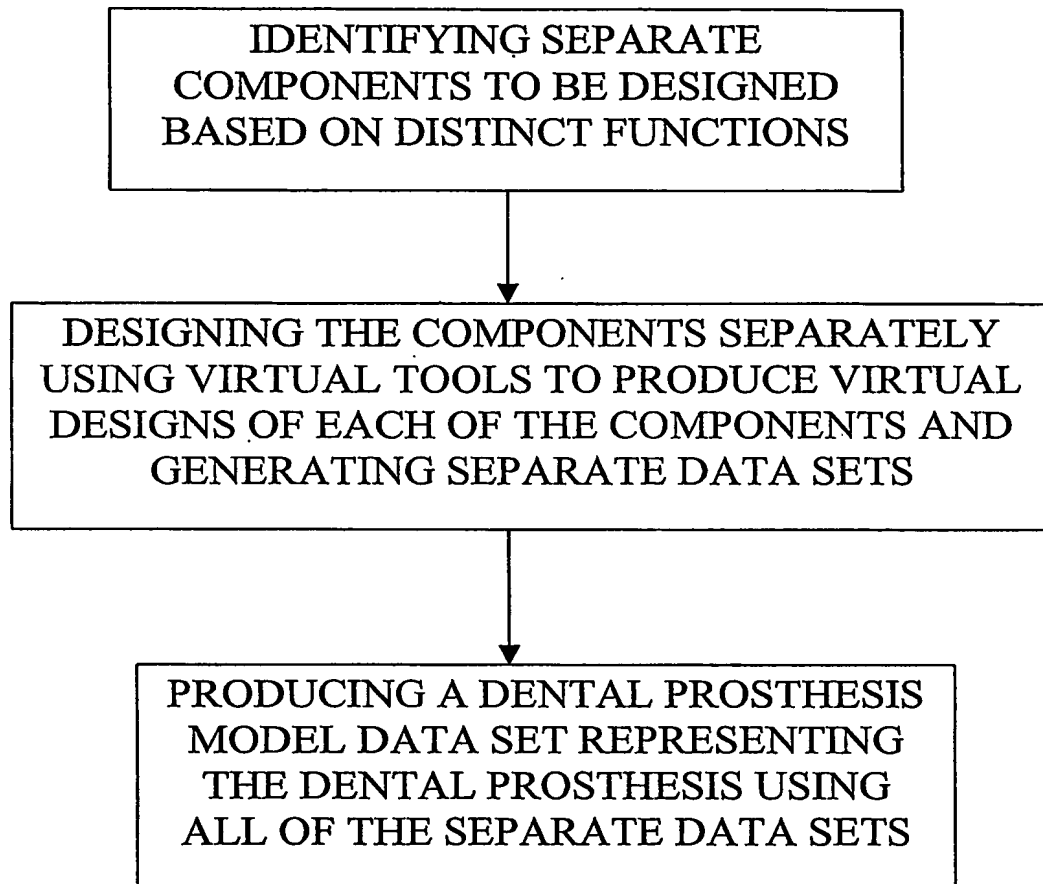 IDENTIFYING SEPARATE
COMPONENTS TO BE DESIGNED
BASED ON DISTINCT FUNCTIONS
DESIGNING THE COMPONENTS SEPARATELY
USING VIRTUAL TOOLS TO PRODUCE VIRTUAL
DESIGNS OF EACH OF THE COMPONENTS AND
GENERATING SEPARATE DATA SETS
PRODUCING A DENTAL PROSTHESIS
MODEL DATA SET REPRESENTING
THE DENTAL PROSTHESIS USING
ALL OF THE SEPARATE DATA SETS